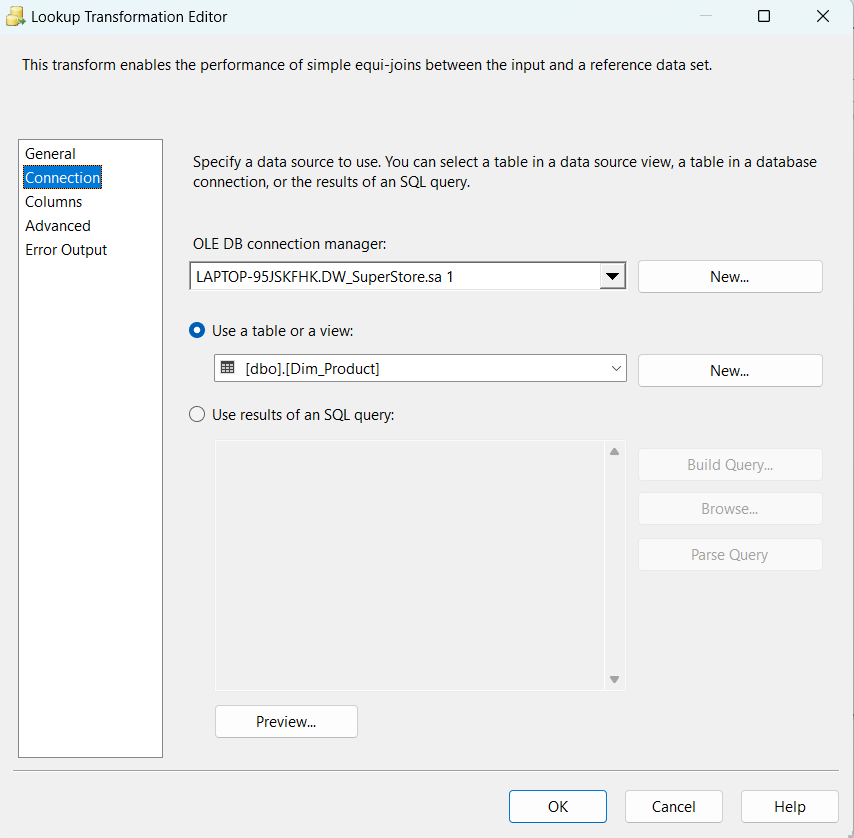 Lookup Transformation Editor
This transform enables the performance of simple equi-joins between the input and a reference data set.
General
Connection
Columns
Advanced
Error Output
Specify a data source to use. You can select a table in a data source view, a table in a database
connection, or the results of an SQL query.
OLE DB connection manager:
LAPTOP-95JSKFHK.DW_SuperStore.sa 1
New...
Use a table or a view:
[dbo].[Dim_Product]
New...
Use results of an SQL query:
Build Query...
Browse...
Parse Query
Preview...
OK
Cancel
Help